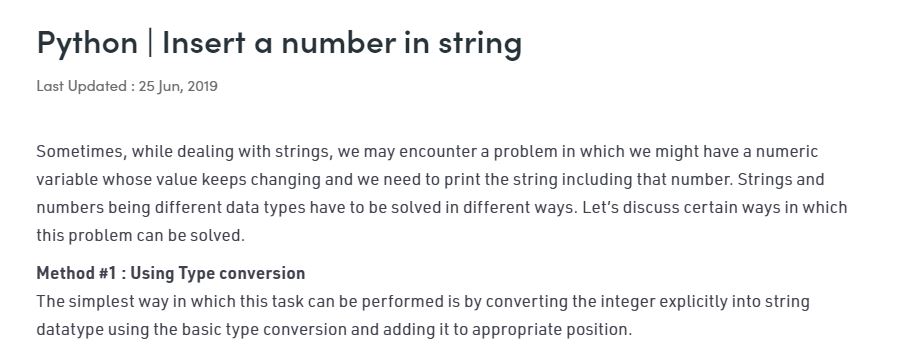 Python | Insert a number in string
Last Updated : 25 Jun, 2019
Sometimes, while dealing with strings, we may encounter a problem in which we might have a numeric
variable whose value keeps changing and we need to print the string including that number. Strings and
numbers being different data types have to be solved in different ways. Let’s discuss certain ways in which
this problem can be solved.
Method #1 : Using Type conversion
The simplest way in which this task can be performed is by converting the integer explicitly into string
datatype using the basic type conversion and adding it to appropriate position.